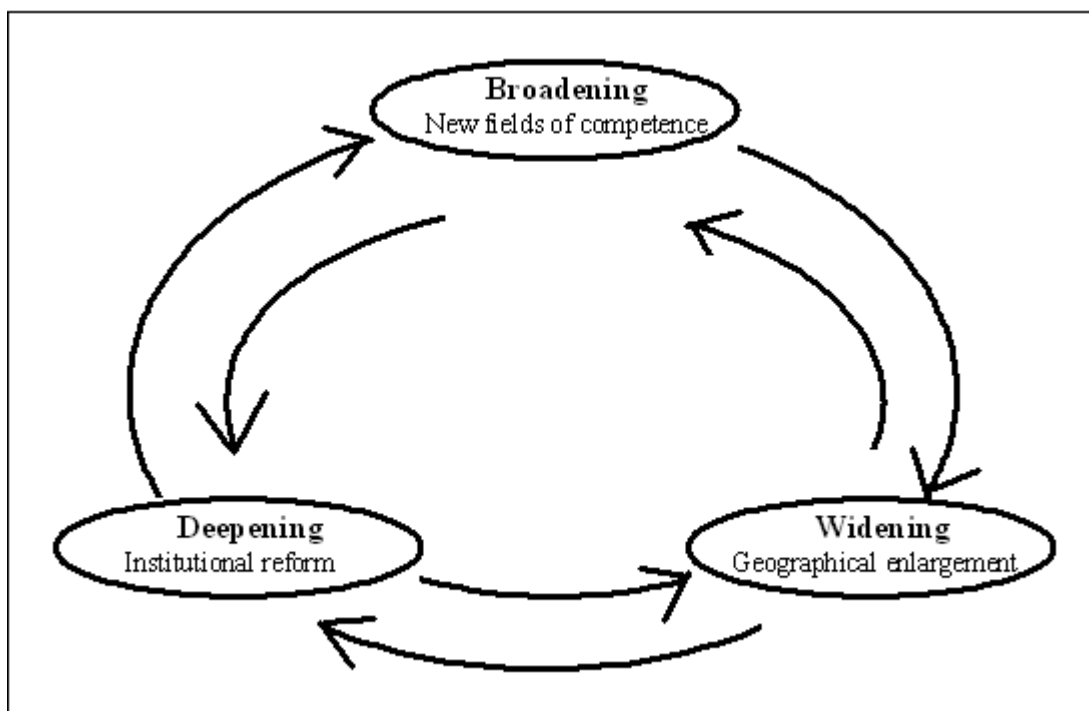 Broadening
New fields of competence
Deepening
Institutional reform
Widening
Geographical enlargement